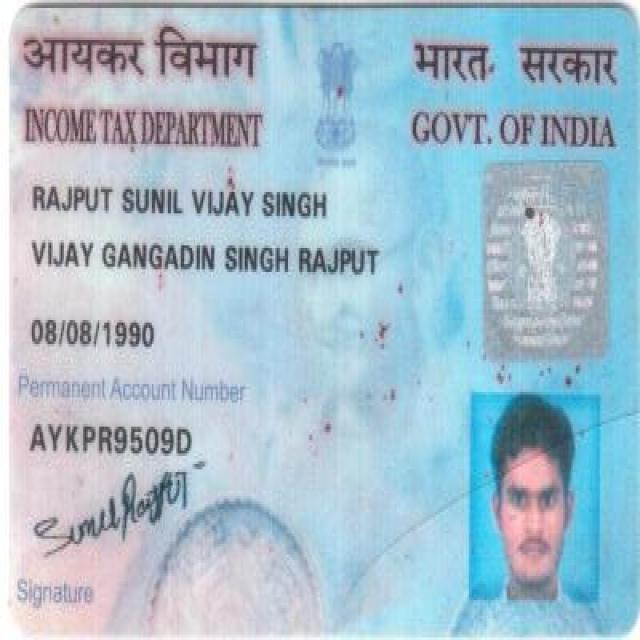 आयकर विभाग
भारत सरकार
INCOME TAX DEPARTMENT
GOVT. OF INDIA
RAJPUT SUNIL VIJAY SINGH
VIJAY GANGADIN SINGH RAJPUT
08/08/1990
Permanent Account Number
AYKPR9509D
Sunil Rajput
Signature